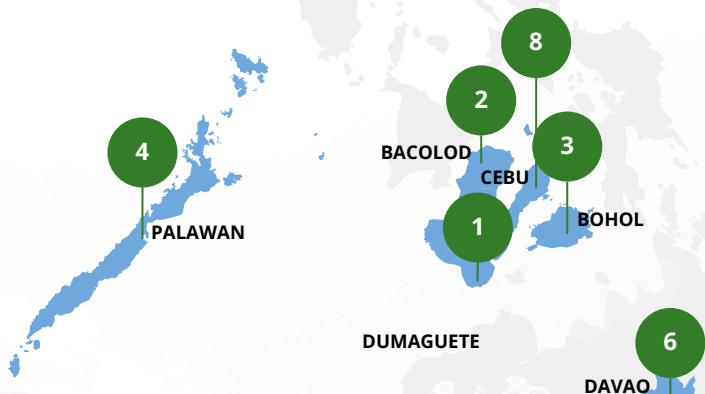 8
2
3
4
BACOLOD
CEBU
BOHOL
1
PALAWAN
DUMAGUETE
6
DAVAO